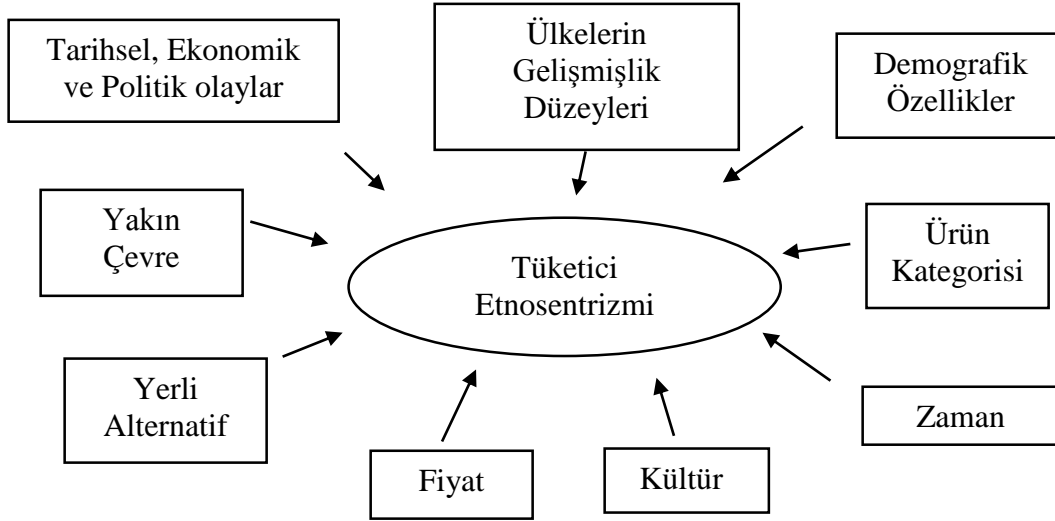 Tarihsel, Ekonomik
ve Politik olaylar
Ülkelerin
Gelişmişlik
Düzeyleri
Demografik
Özellikler
Yakın
Çevre
Tüketici
Etnosentrizmi
Ürün
Kategorisi
Yerli
Alternatif
Fiyat
Kültür
Zaman